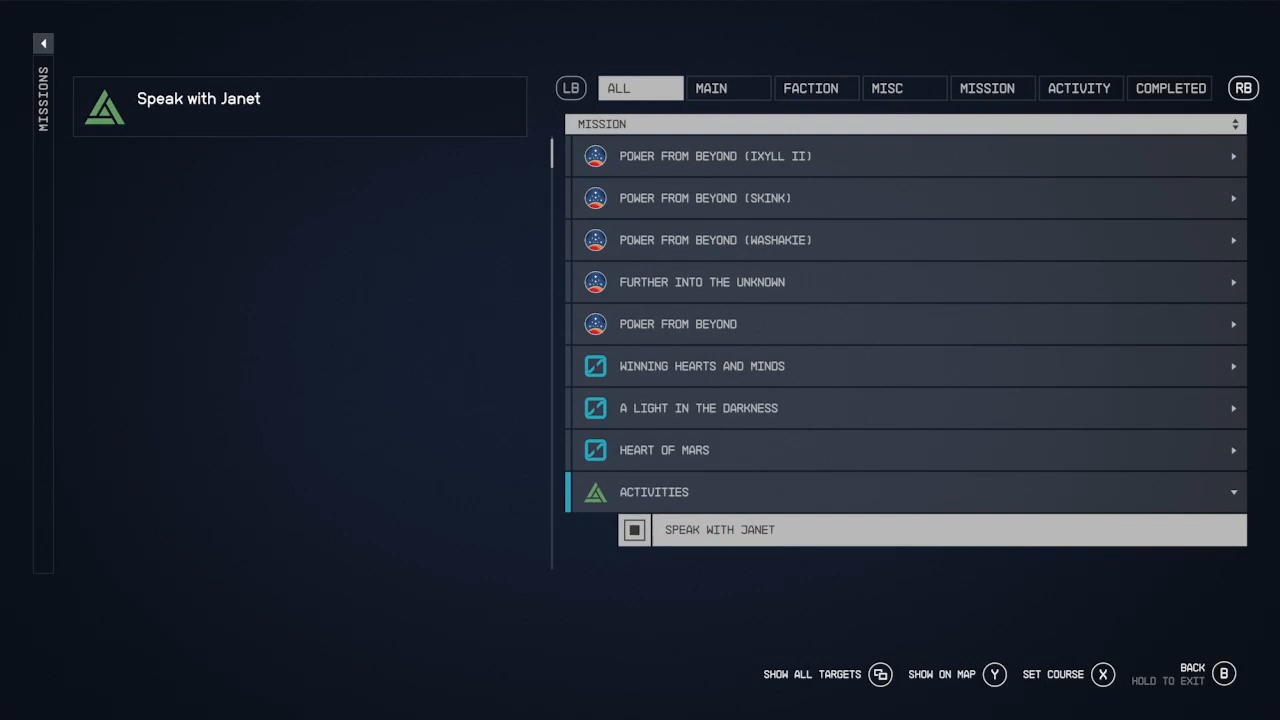 MISSIONS
Speak with Janet
LB
ALL
MAIN
FACTION
MISC
MISSION
ACTIVITY
COMPLETED
RB
MISSION
POWER FROM BEYOND (IXYLL II)
POWER FROM BEYOND (SKINK)
POWER FROM BEYOND (WASHAKIE)
FURTHER INTO THE UNKNOWN
POWER FROM BEYOND
WINNING HEARTS AND MINDS
A LIGHT IN THE DARKNESS
HEART OF MARS
ACTIVITIES
SPEAK WITH JANET
SHOW ALL TARGETS
SHOW ON MAP Y
SET COURSE X
BACK B
HOLD TO EXIT